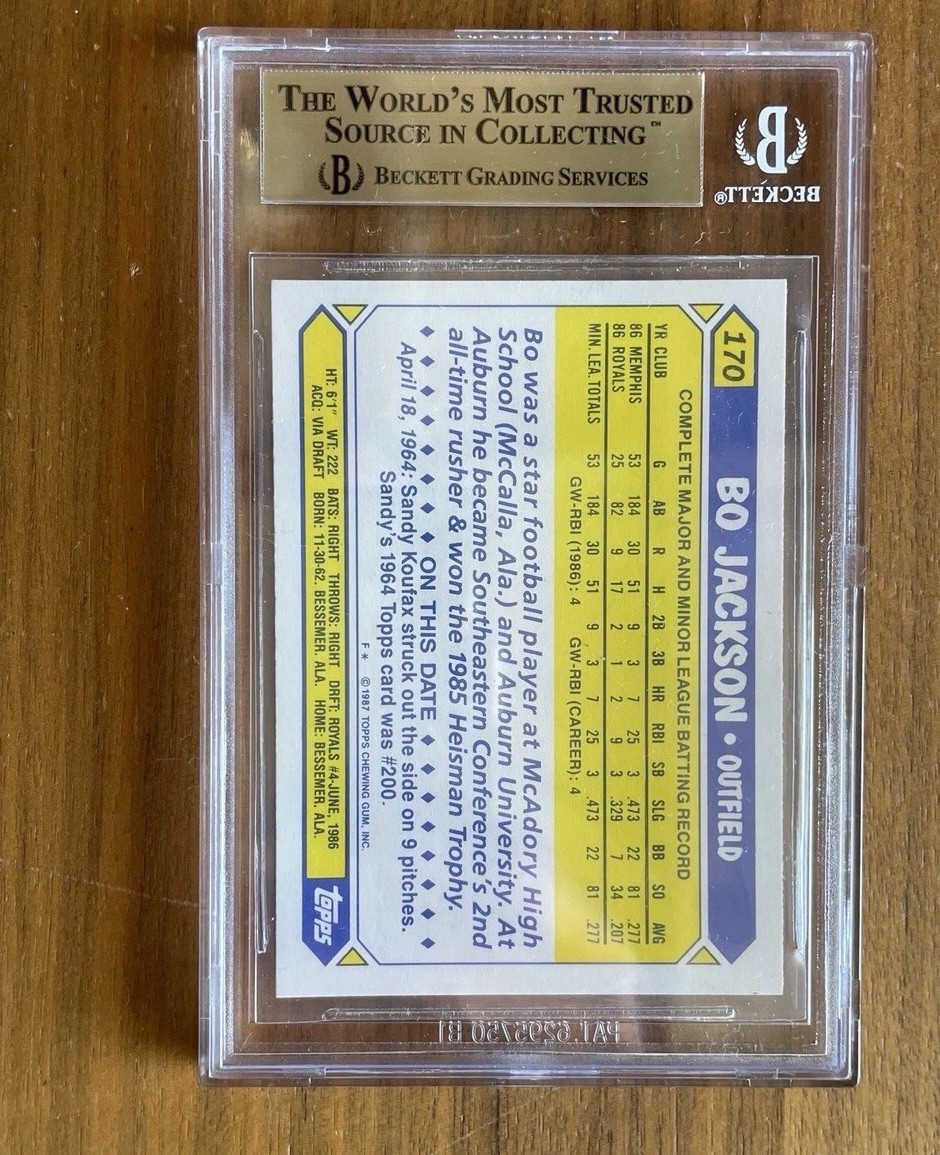 THE WORLD'S MOST TRUSTED
SOURCE IN COLLECTING™
B BECKETT GRADING SERVICES
B
BECKETT®
170 BO JACKSON • OUTFIELD
COMPLETE MAJOR AND MINOR LEAGUE BATTING RECORD
YR CLUB G AB R H 2B 3B HR RBI SB SLG BB SO AVG
86 MEMPHIS 53 184 30 51 9 3 7 25 3 .473 22 81 .277
86 ROYALS 25 82 9 17 2 1 2 9 3 .329 7 34 .207
MIN. LEA. TOTALS 53 184 30 51 9 3 7 25 3 .473 22 81 .277
GW-RBI (1986): 4 GW-RBI (CAREER): 4
Bo was a star football player at McAdory High
School (McCalla, Ala.) and Auburn University. At
Auburn he became Southeastern Conference's 2nd
all-time rusher & won the 1985 Heisman Trophy.
ON THIS DATE
April 18, 1964: Sandy Koufax struck out the side on 9 pitches.
Sandy's 1964 Topps card was #200.
F* ©1987 TOPPS CHEWING GUM, INC.
HT: 6'1" WT: 222 BATS: RIGHT THROWS: RIGHT DRFT: ROYALS #4-JUNE, 1986
ACQ: VIA DRAFT BORN: 11-30-62, BESSEMER, ALA. HOME: BESSEMER, ALA.
topps